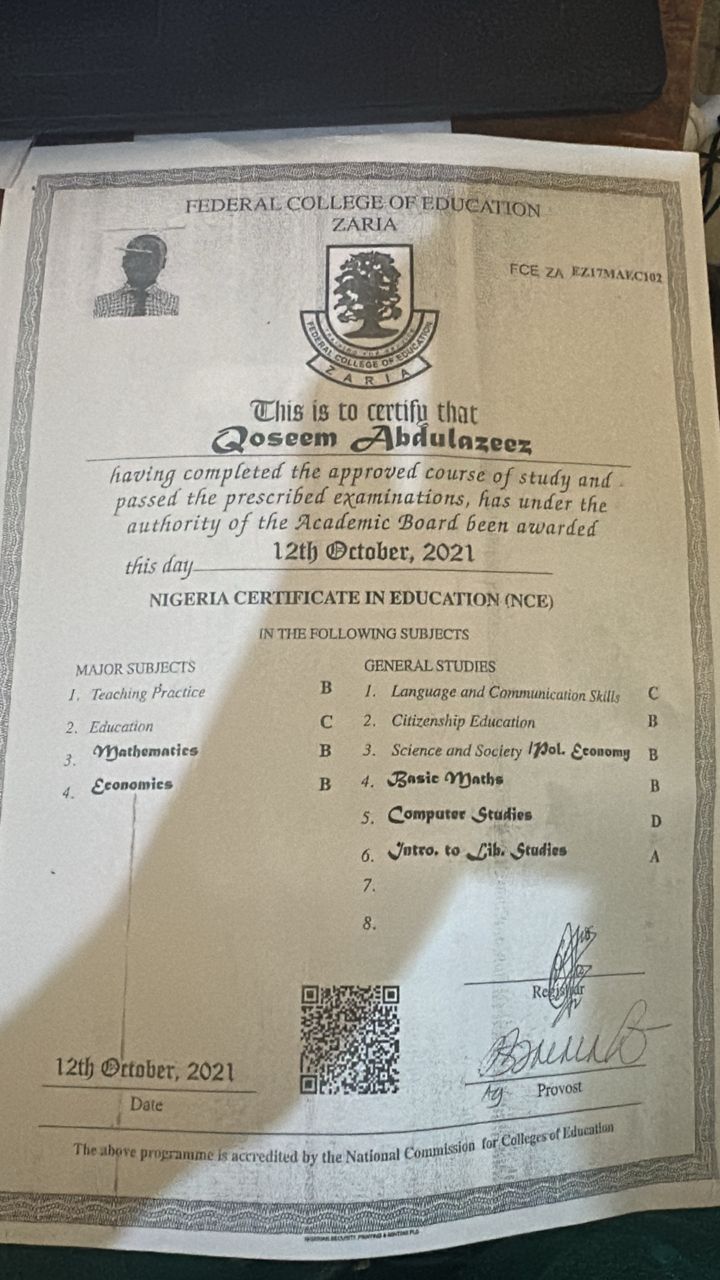 FEDERAL COLLEGE OF EDUCATION
ZARIA
FCE ZA EZ17MAEC102
FEDERAL COLLEGE OF EDUCATION
ZARIA
This is to certify that
Qoseem Abdulazeez
having completed the approved course of study and
passed the prescribed examinations, has under the
authority of the Academic Board been awarded
this day 12th October, 2021
NIGERIA CERTIFICATE IN EDUCATION (NCE)
IN THE FOLLOWING SUBJECTS
MAJOR SUBJECTS
1. Teaching Practice B
2. Education C
3. Mathematics B
4. Economics B
GENERAL STUDIES
1. Language and Communication Skills C
2. Citizenship Education B
3. Science and Society /Pol. Economy B
4. Basic Maths B
5. Computer Studies D
6. Intro. to Lib. Studies A
7.
8.
Registrar
12th October, 2021
Date
Ag. Provost
The above programme is accredited by the National Commission for Colleges of Education